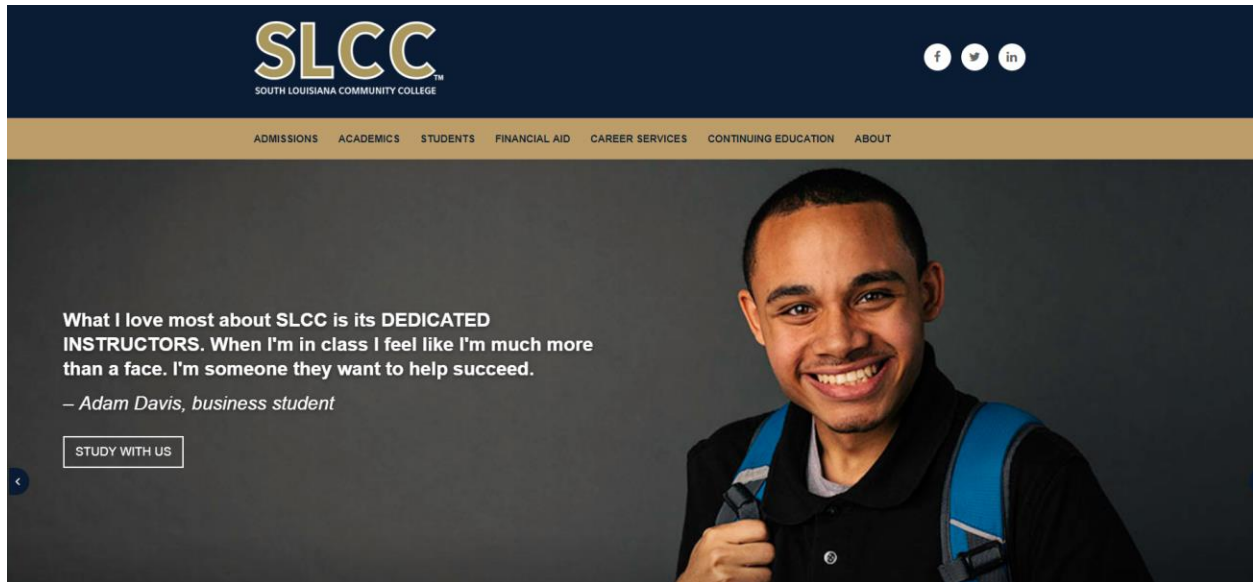 SLCC
TM
SOUTH LOUISIANA COMMUNITY COLLEGE
f in
ADMISSIONS ACADEMICS STUDENTS FINANCIAL AID CAREER SERVICES CONTINUING EDUCATION ABOUT
What I love most about SLCC is its DEDICATED
INSTRUCTORS. When I'm in class I feel like I'm much more
than a face. I'm someone they want to help succeed.
– Adam Davis, business student
STUDY WITH US